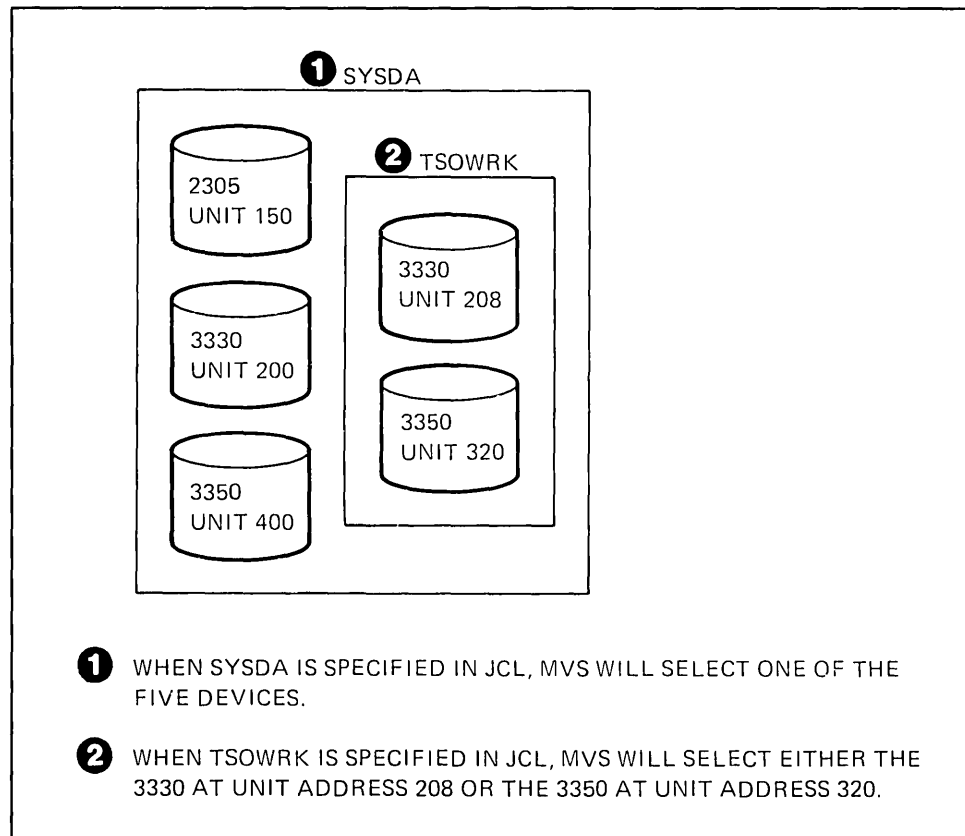 1 SYSDA
2 TSOWRK
2305
UNIT 150
3330
UNIT 200
3350
UNIT 400
3330
UNIT 208
3350
UNIT 320
1 WHEN SYSDA IS SPECIFIED IN JCL, MVS WILL SELECT ONE OF THE
FIVE DEVICES.
2 WHEN TSOWRK IS SPECIFIED IN JCL, MVS WILL SELECT EITHER THE
3330 AT UNIT ADDRESS 208 OR THE 3350 AT UNIT ADDRESS 320.